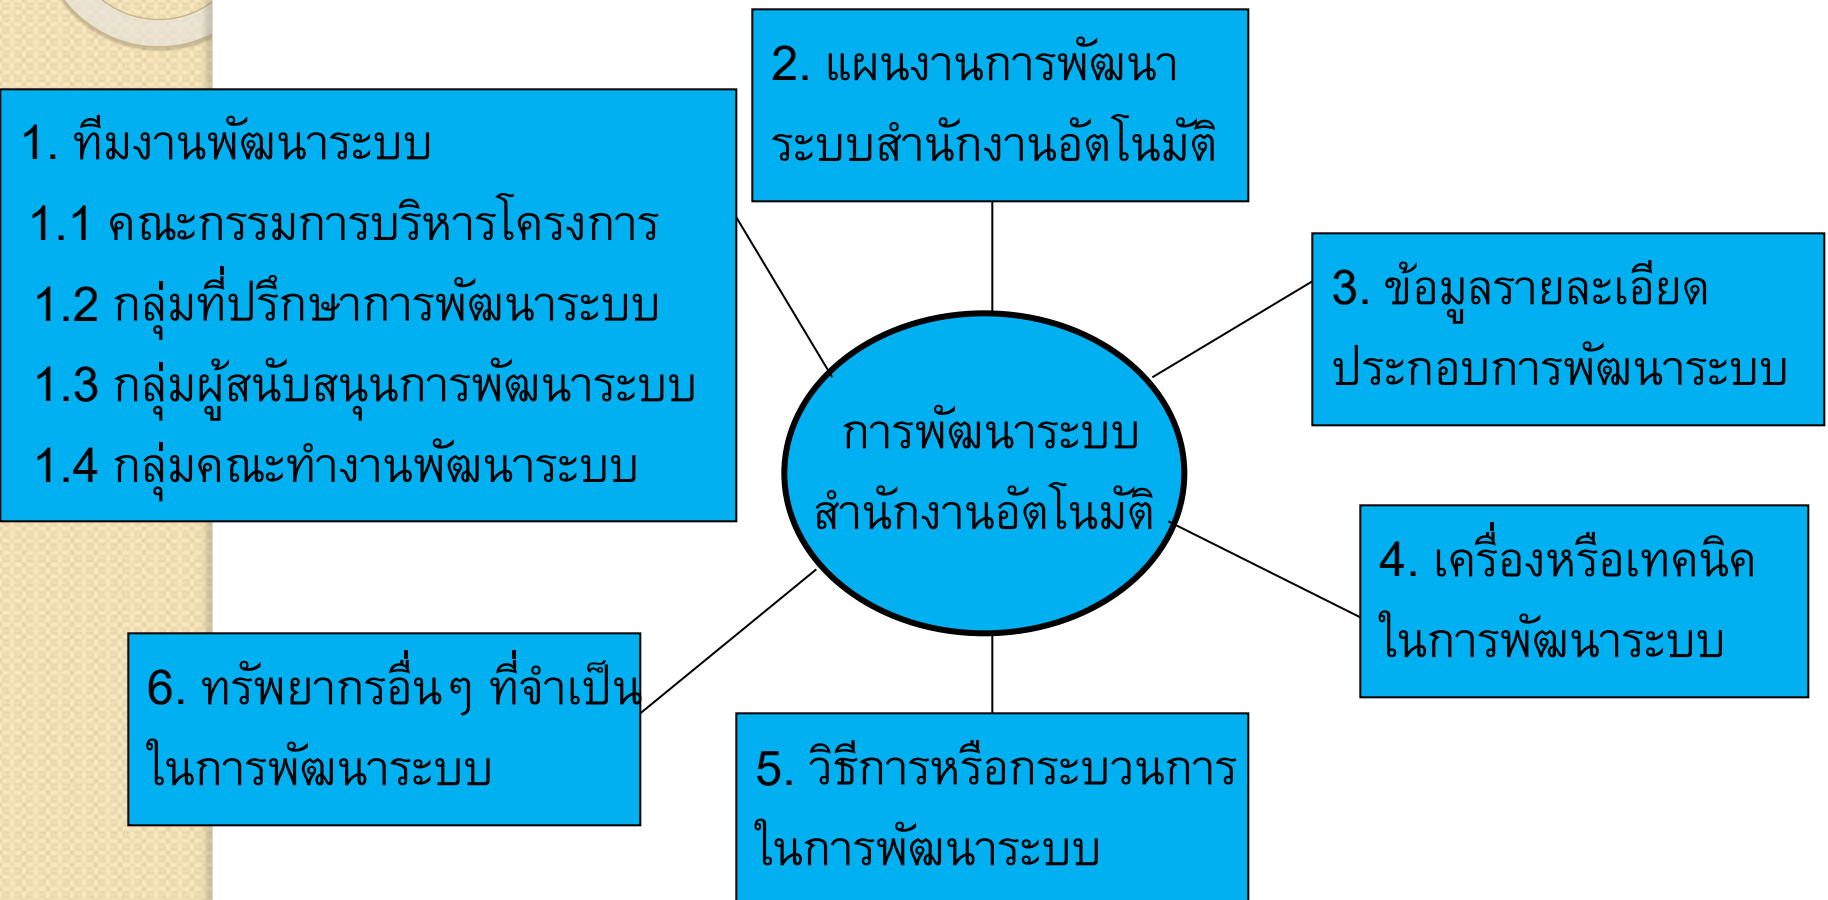 1. ทีมงานพัฒนาระบบ
1.1 คณะกรรมการบริหารโครงการ
1.2 กลุ่มที่ปรึกษาการพัฒนาระบบ
1.3 กลุ่มผู้สนับสนุนการพัฒนาระบบ
1.4 กลุ่มคณะทำงานพัฒนาระบบ
2. แผนงานการพัฒนา
ระบบสำนักงานอัตโนมัติ
3. ข้อมูลรายละเอียด
ประกอบการพัฒนาระบบ
การพัฒนาระบบ
สำนักงานอัตโนมัติ
4. เครื่องหรือเทคนิค
ในการพัฒนาระบบ
5. วิธีการหรือกระบวนการ
ในการพัฒนาระบบ
6. ทรัพยากรอื่นๆ ที่จำเป็น
ในการพัฒนาระบบ